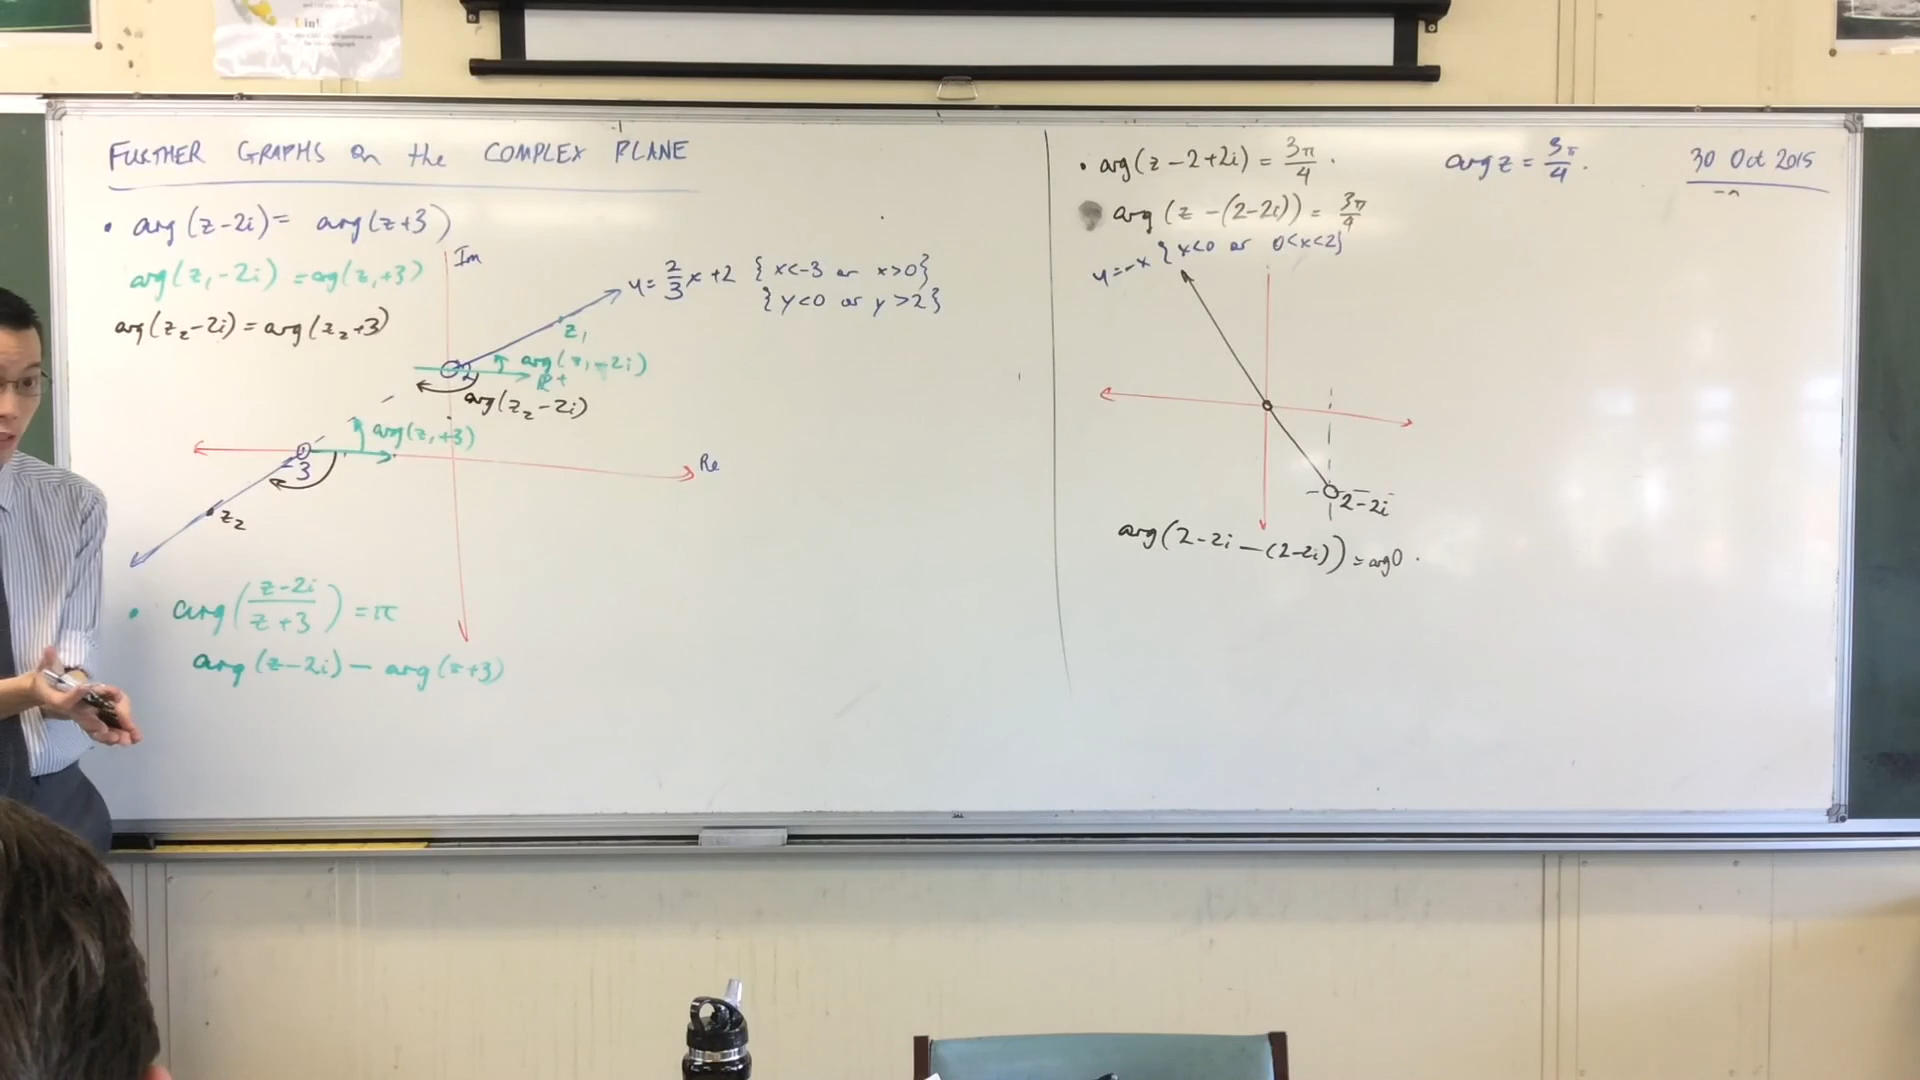 FURTHER GRAPHS on the COMPLEX PLANE
• arg(z-2i) = arg(z+3)
arg(z₁-2i) = arg(z₁+3)
arg(z₂-2i) = arg(z₂+3)
Im
y = 2/3 x + 2 {x<-3 or x>0}
{y<0 or y>2}
z₁
2
arg(z₁-2i)
R+
arg(z₂-2i)
arg(z₁+3)
-3
Re
z₂
• arg((z-2i)/(z+3)) = π
arg(z-2i) - arg(z+3)
• arg(z-2+2i) = 3π/4.
arg(z-(2-2i)) = 3π/4
y=-x {x<0 or 0<x<2}
2-2i
arg(2-2i-(2-2i)) = arg0.
arg z = 3π/4.
30 Oct 2015